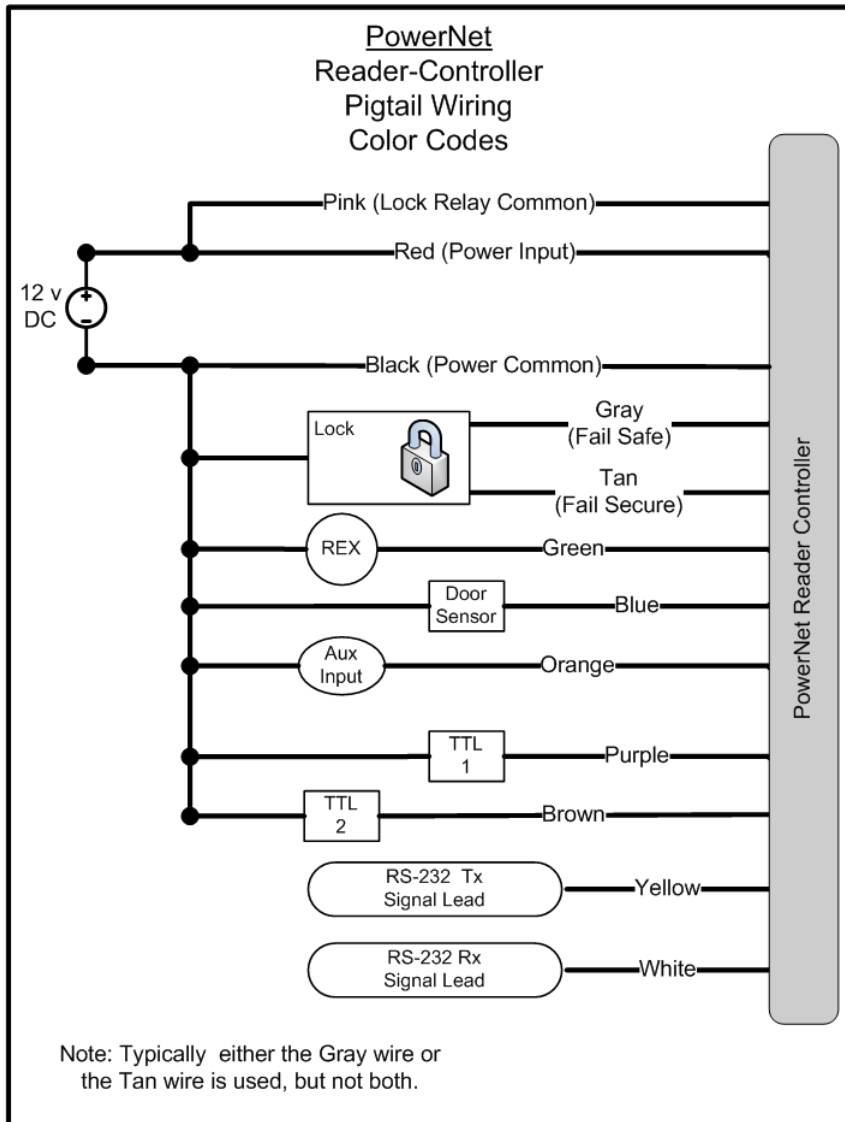 PowerNet
Reader-Controller
Pigtail Wiring
Color Codes
Pink (Lock Relay Common)
Red (Power Input)
12 v
DC
+
-
Black (Power Common)
Lock
Gray
(Fail Safe)
Tan
(Fail Secure)
REX
Green
Door
Sensor
Blue
Aux
Input
Orange
TTL
1
Purple
TTL
2
Brown
RS-232 Tx
Signal Lead
Yellow
RS-232 Rx
Signal Lead
White
PowerNet Reader Controller
Note: Typically either the Gray wire or
the Tan wire is used, but not both.